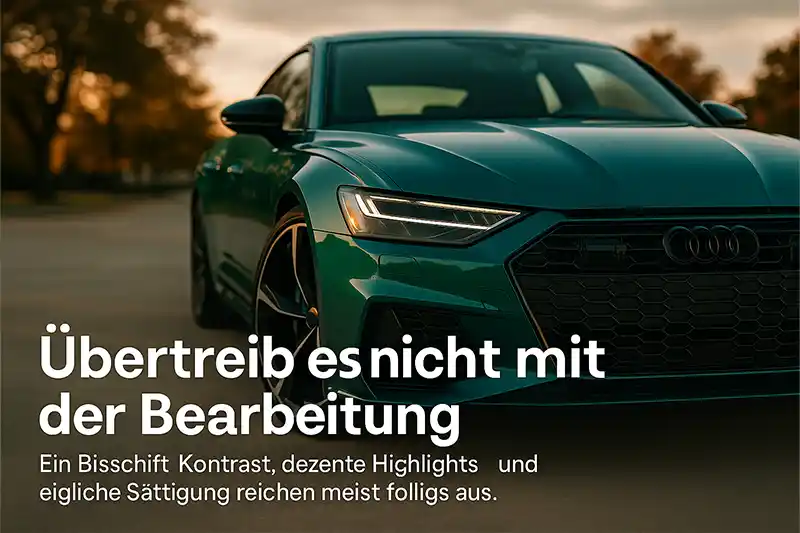 Übertreib es nicht mit
der Bearbeitung
Ein Bisschift Kontrast, dezente Highlights und
eigliche Sättigung reichen meist folligs aus.